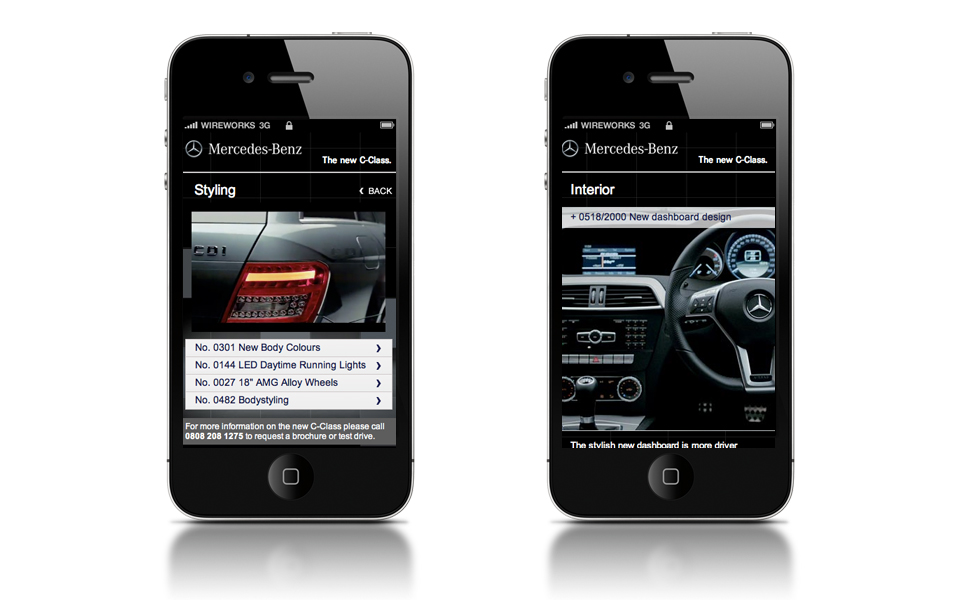 WIREWORKS 3G
Mercedes-Benz
The new C-Class.
Styling
‹ BACK
CDI
No. 0301 New Body Colours ›
No. 0144 LED Daytime Running Lights ›
No. 0027 18" AMG Alloy Wheels ›
No. 0482 Bodystyling ›
For more information on the new C-Class please call
0808 208 1275 to request a brochure or test drive.
WIREWORKS 3G
Mercedes-Benz
The new C-Class.
Interior
+ 0518/2000 New dashboard design
The stylish new dashboard is more driver